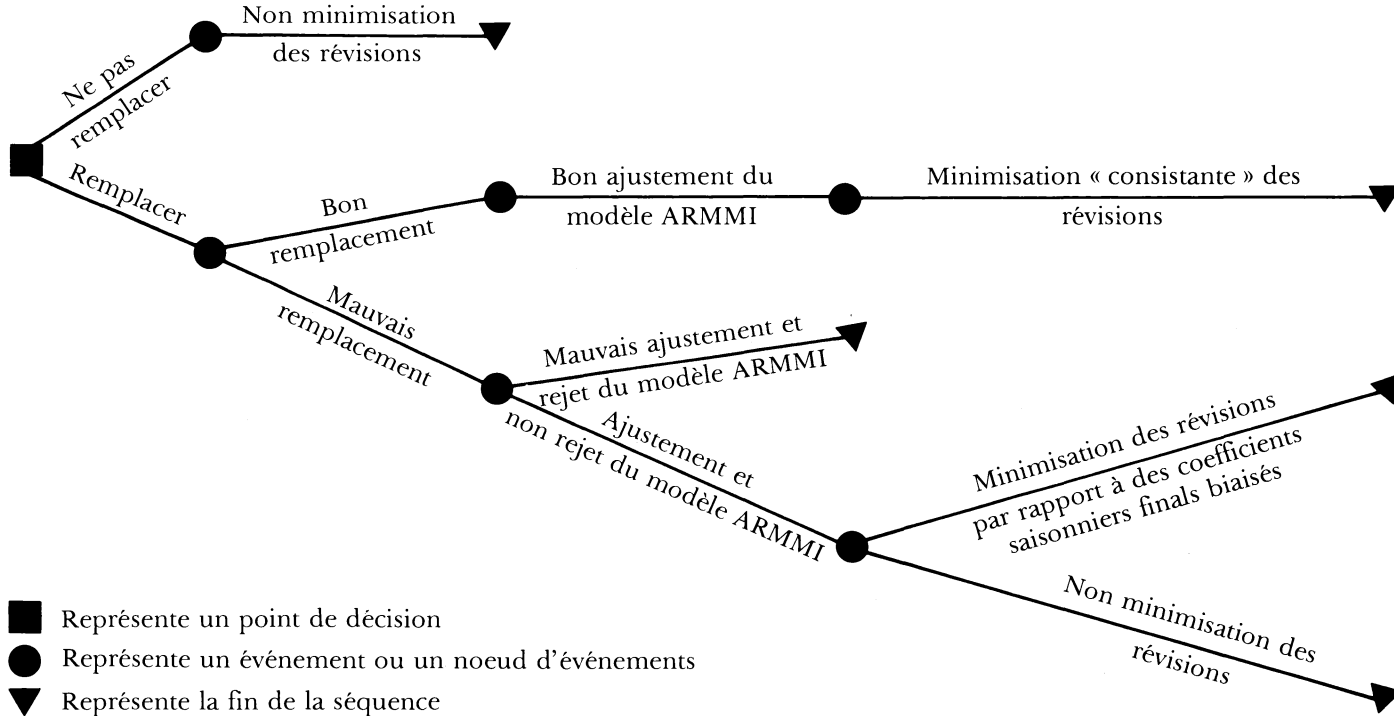 Non minimisation
des révisions
Ne pas
remplacer
Remplacer
Bon
remplacement
Bon ajustement du
modèle ARMMI
Minimisation « consistante » des
révisions
Mauvais
remplacement
Mauvais ajustement et
rejet du modèle ARMMI
Ajustement et
non rejet du modèle ARMMI
Minimisation des révisions
par rapport à des coefficients
saisonniers finals biaisés
Non minimisation des
révisions
Représente un point de décision
Représente un événement ou un noeud d'événements
Représente la fin de la séquence